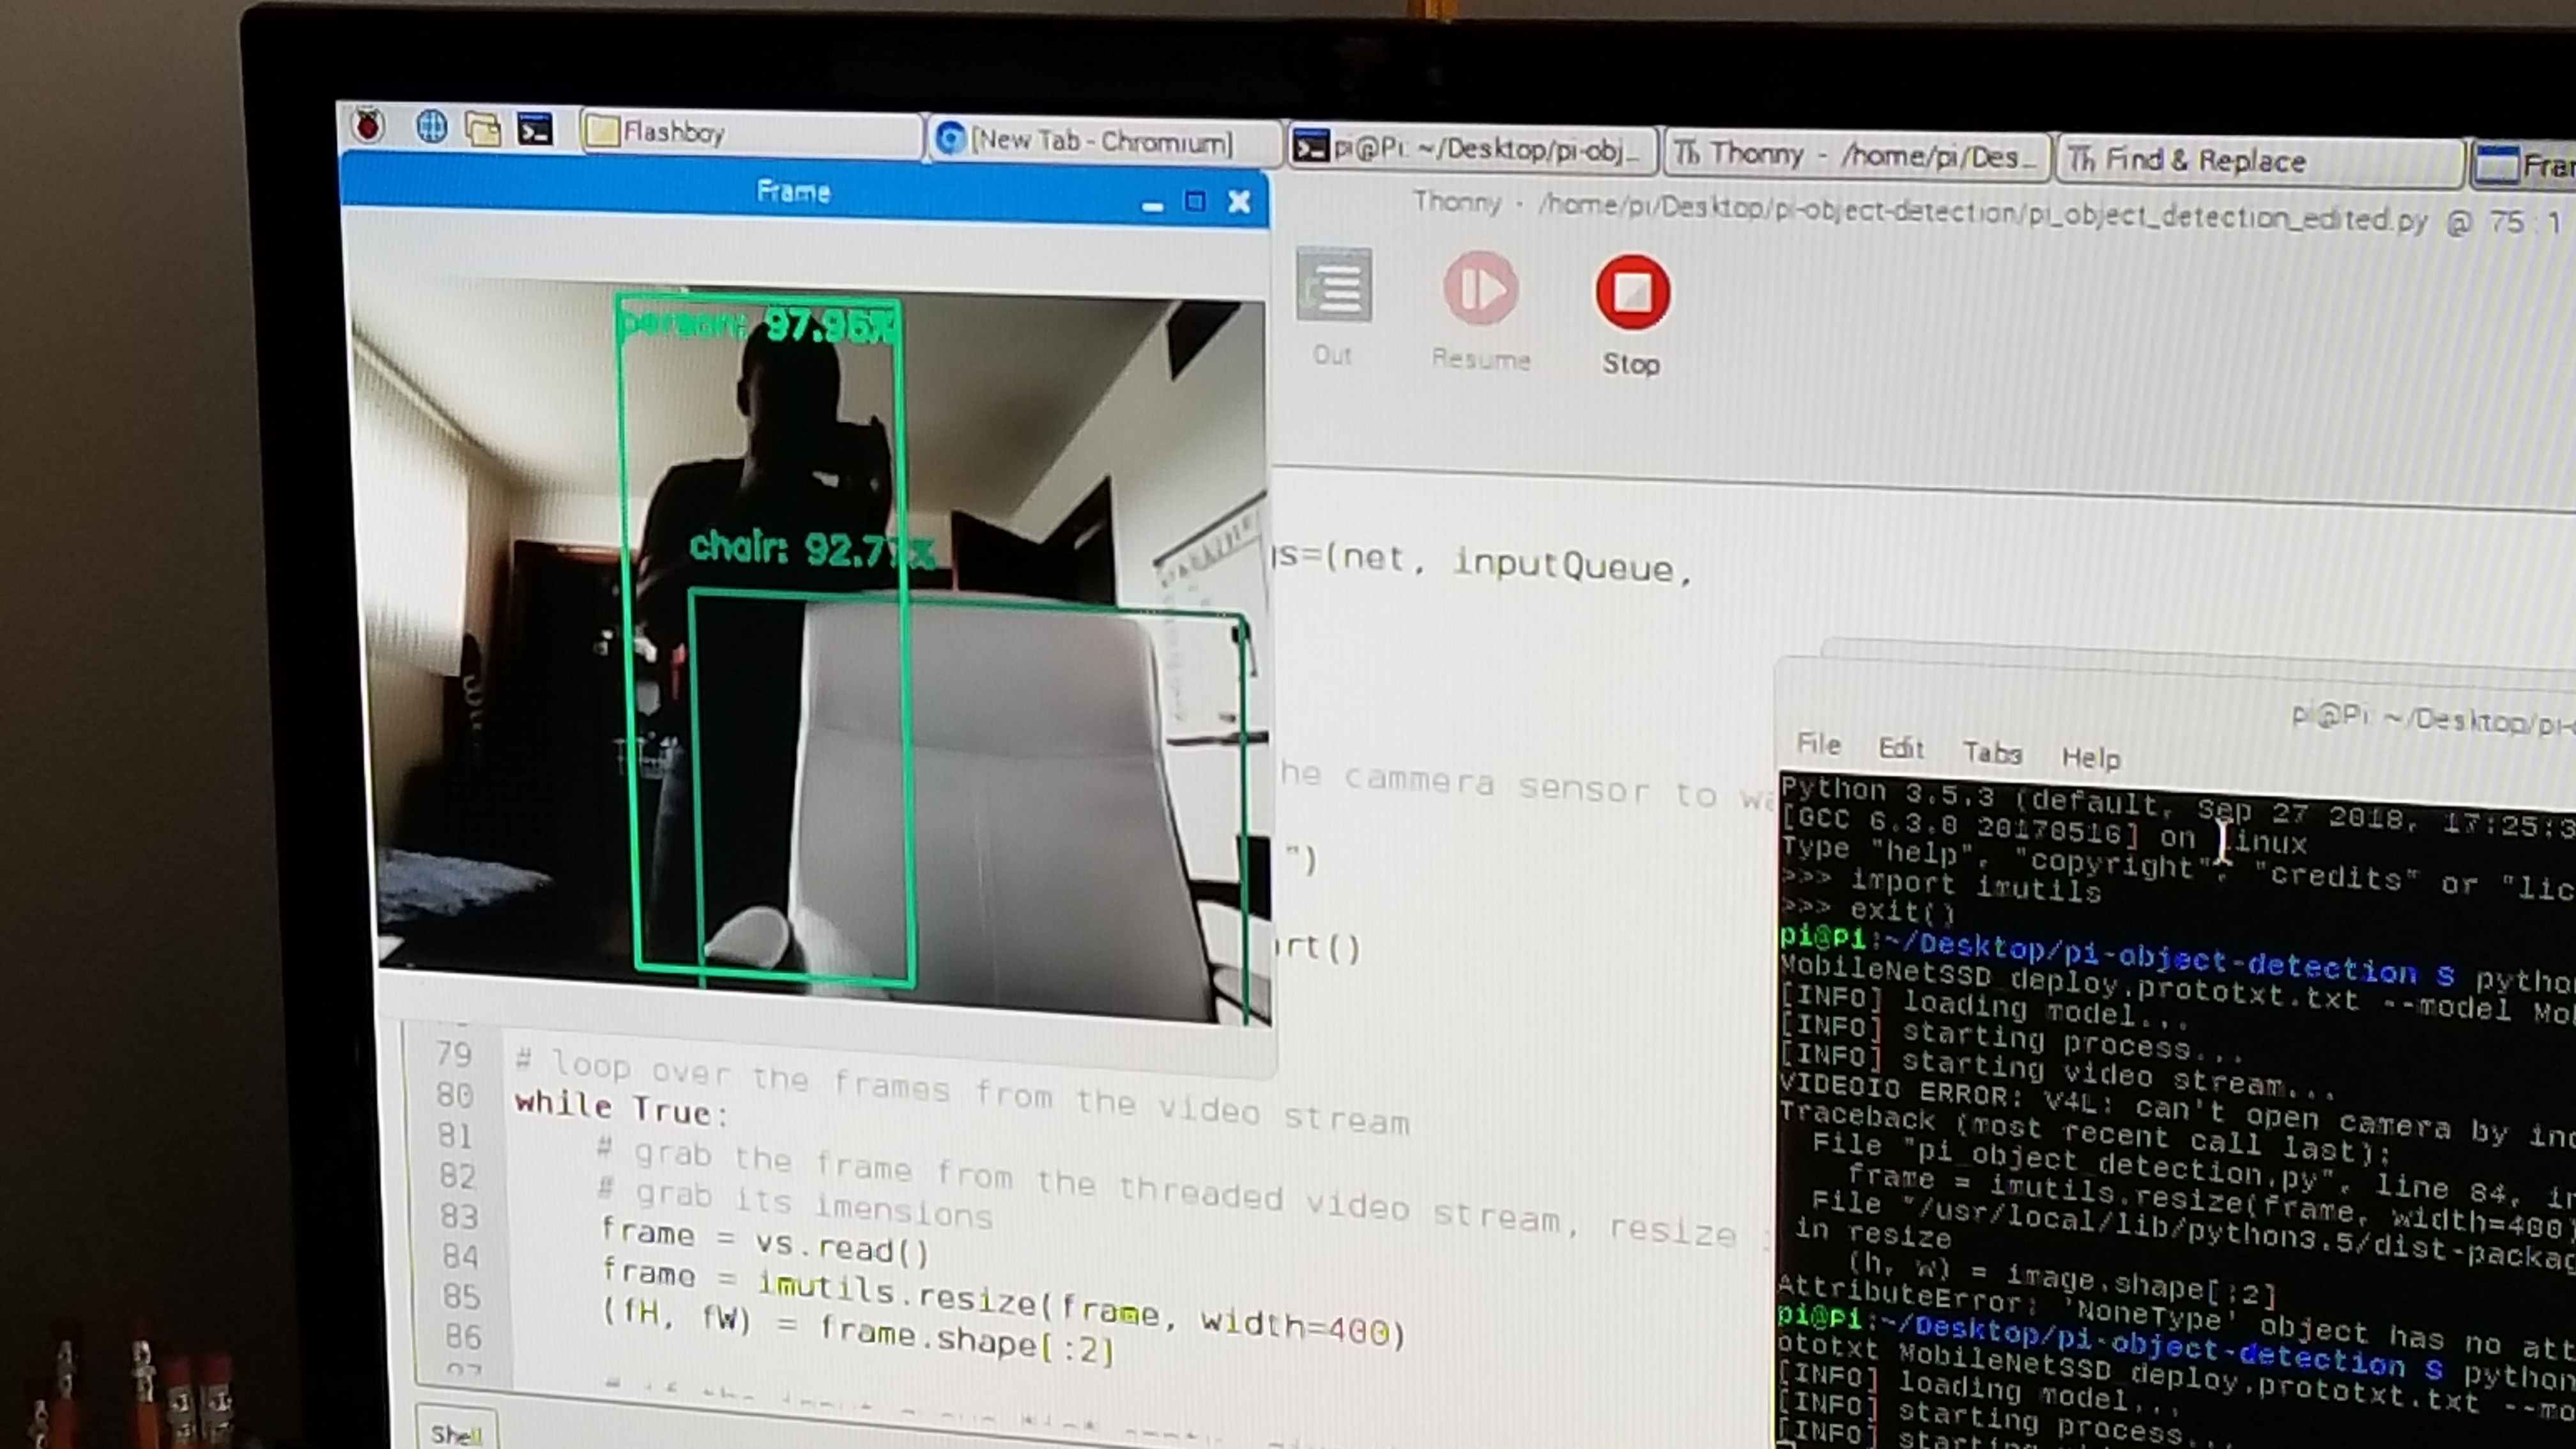 Flashboy
[New Tab - Chromium]
pi@Pi: ~/Desktop/pi-obj...
Thonny - /home/pi/Des...
Find & Replace
Frame
Thonny - /home/pi/Desktop/pi-object-detection/pi_object_detection_edited.py @ 75 : 1
Out
Resume
Stop
person: 97.96%
chair: 92.77%
s=(net, inputQueue,
he cammera sensor to
")
rt()
79 # loop over the frames from the video stream
80 while True:
81 # grab the frame from the threaded video stream, resize
82 # grab its imensions
83 frame = vs.read()
84 frame = imutils.resize(frame, width=400)
85 (fH, fW) = frame.shape[:2]
86
Shell
pi@Pi: ~/Desktop/pi-
File Edit Tabs Help
Python 3.5.3 (default, Sep 27 2018, 17:25:3
[GCC 6.3.0 20170516] on linux
Type "help", "copyright", "credits" or "lic
>>> import imutils
>>> exit()
pi@Pi:~/Desktop/pi-object-detection $ pytho
MobileNetSSD_deploy.prototxt.txt --model Mo
[INFO] loading model...
[INFO] starting process...
[INFO] starting video stream...
VIDEOIO ERROR: V4L: can't open camera by in
Traceback (most recent call last):
File "pi_object_detection.py", line 84, i
frame = imutils.resize(frame, width=400)
File "/usr/local/lib/python3.5/dist-packag
in resize
(h, w) = image.shape[:2]
AttributeError: 'NoneType' object has no att
pi@Pi:~/Desktop/pi-object-detection $ python
ototxt MobileNetSSD_deploy.prototxt.txt --mo
[INFO] loading model...
[INFO] starting process...
[INFO]